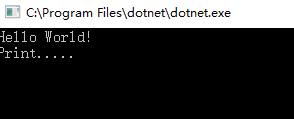 C:\Program Files\dotnet\dotnet.exe
Hello World!
Print.....